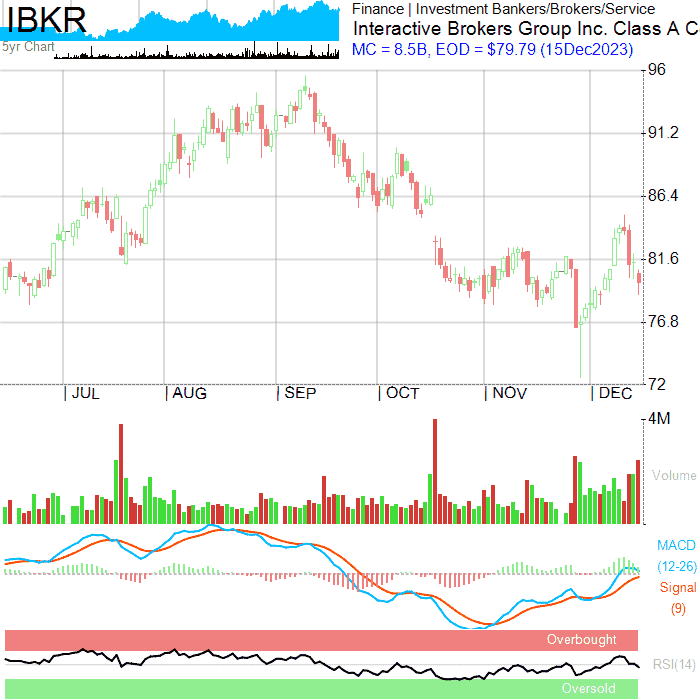 IBKR
5yr Chart
Finance | Investment Bankers/Brokers/Service
Interactive Brokers Group Inc. Class A C
MC = 8.5B, EOD = $79.79 (15Dec2023)
96
91.2
86.4
81.6
76.8
72
| JUL | AUG | SEP | OCT | NOV | DEC
4M
Volume
MACD
(12-26)
Signal
(9)
Overbought
RSI(14)
Oversold